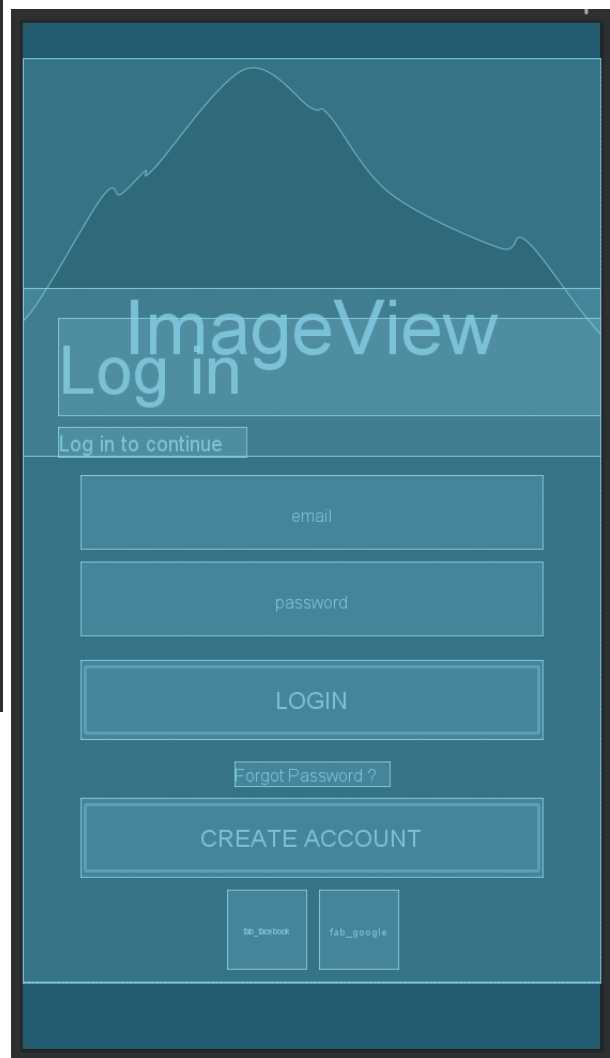 ImageView
Log in
Log in to continue
email
password
LOGIN
Forgot Password ?
CREATE ACCOUNT
fab_facebook
fab_google